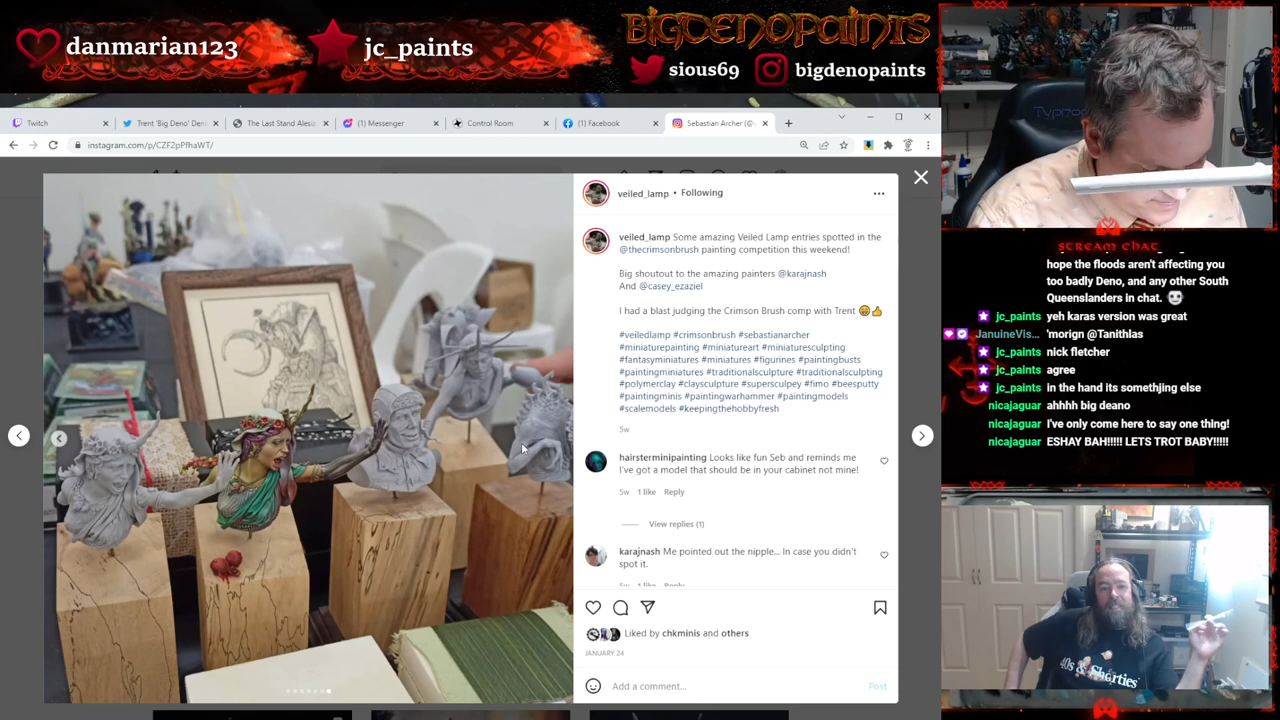 danmarian123
jc_paints
BIGDENOPAINTS
sious69
bigdenopaints
Twitch
Trent 'Big Deno' Den
The Last Stand Alesia
(1) Messenger
Control Room
(1) Facebook
Sebastian Archer (@
instagram.com/p/CZF2pPfhaWT/
veiled_lamp • Following
veiled_lamp Some amazing Veiled Lamp entries spotted in the
@thecrimsonbrush painting competition this weekend!
Big shoutout to the amazing painters @karajnash
And @casey_ezaziel
I had a blast judging the Crimson Brush comp with Trent 😄👍
#veiledlamp #crimsonbrush #sebastianarcher
#miniaturepainting #miniatureart #miniaturesculpting
#fantasyminiatures #miniatures #figurines #paintingbusts
#paintingminiatures #traditionalsculpture #traditionalsculpting
#polymerclay #claysculpture #supersculpey #fimo #beesputty
#paintingminis #paintingwarhammer #paintingmodels
#scalemodels #keepingthehobbyfresh
5w
hairsterminipainting Looks like fun Seb and reminds me
I've got a model that should be in your cabinet not mine!
5w 1 like Reply
View replies (1)
karajnash Me pointed out the nipple... In case you didn't
spot it.
5w 1 like Reply
Liked by chkminis and others
JANUARY 24
Add a comment...
Post
STREAM CHAT
hope the floods aren't affecting you
too badly Deno, and any other South
Queenslanders in chat.
jc_paints yeh karas version was great
JanuineVis... 'morign @Tanithlas
jc_paints nick fletcher
jc_paints agree
jc_paints in the hand its somethjing else
nicajaguar ahhhh big deano
nicajaguar I've only come here to say one thing!
nicajaguar ESHAY BAH!!!!! LETS TROT BABY!!!!!
40s & Shorties